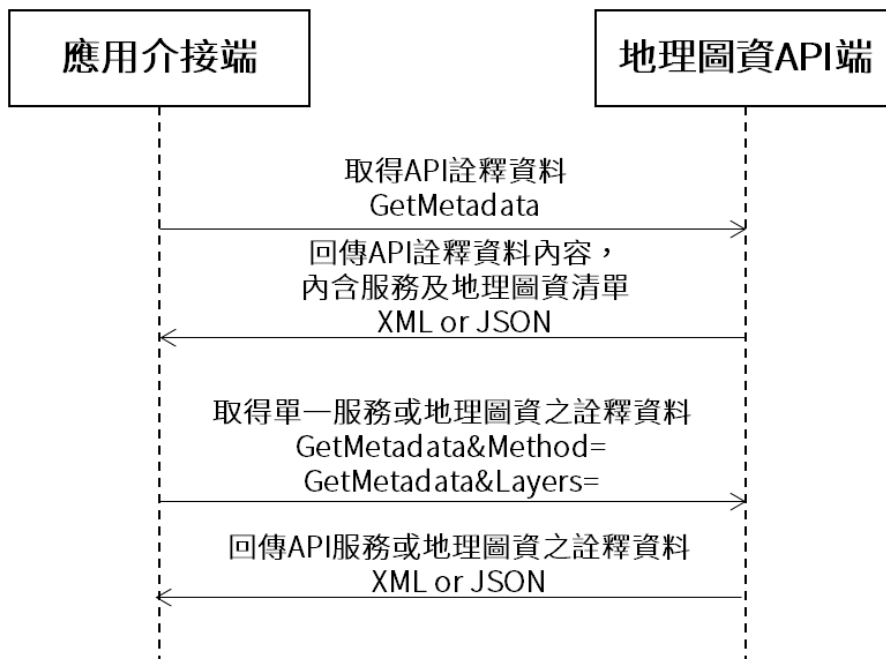 應用介接端
地理圖資API端
取得API詮釋資料
GetMetadata
回傳API詮釋資料內容，
內含服務及地理圖資清單
XML or JSON
取得單一服務或地理圖資之詮釋資料
GetMetadata&Method=
GetMetadata&Layers=
回傳API服務或地理圖資之詮釋資料
XML or JSON